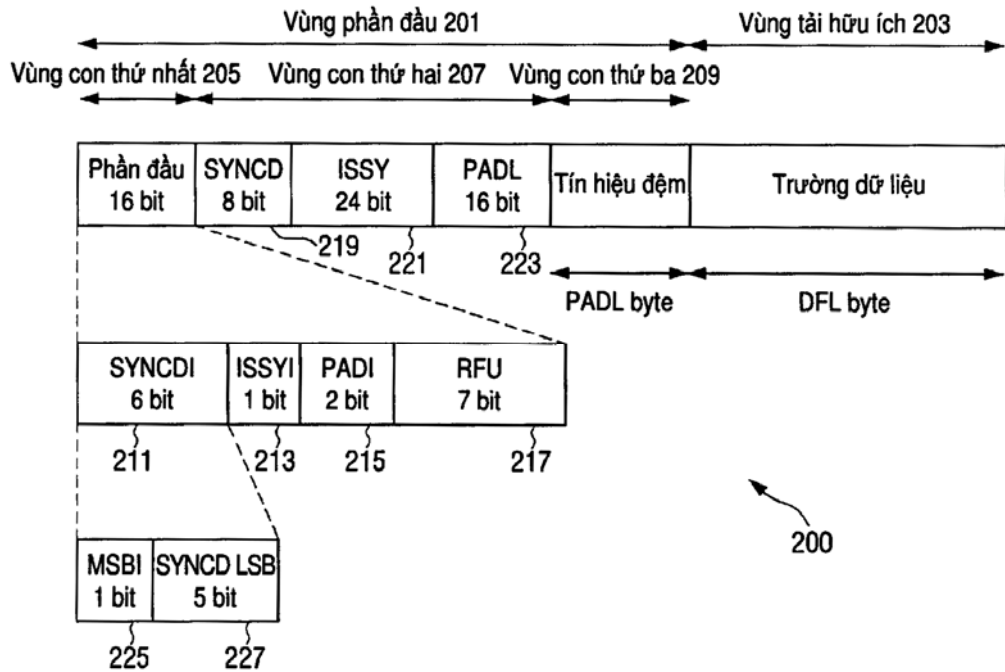 Vùng phần đầu 201
Vùng tải hữu ích 203
Vùng con thứ nhất 205
Vùng con thứ hai 207
Vùng con thứ ba 209
Phần đầu
16 bit
SYNCD
8 bit
ISSY
24 bit
PADL
16 bit
Tín hiệu đệm
Trường dữ liệu
219
221
223
PADL byte
DFL byte
SYNCDI
6 bit
ISSYI
1 bit
PADI
2 bit
RFU
7 bit
211
213
215
217
200
MSBI
1 bit
SYNCD LSB
5 bit
225
227